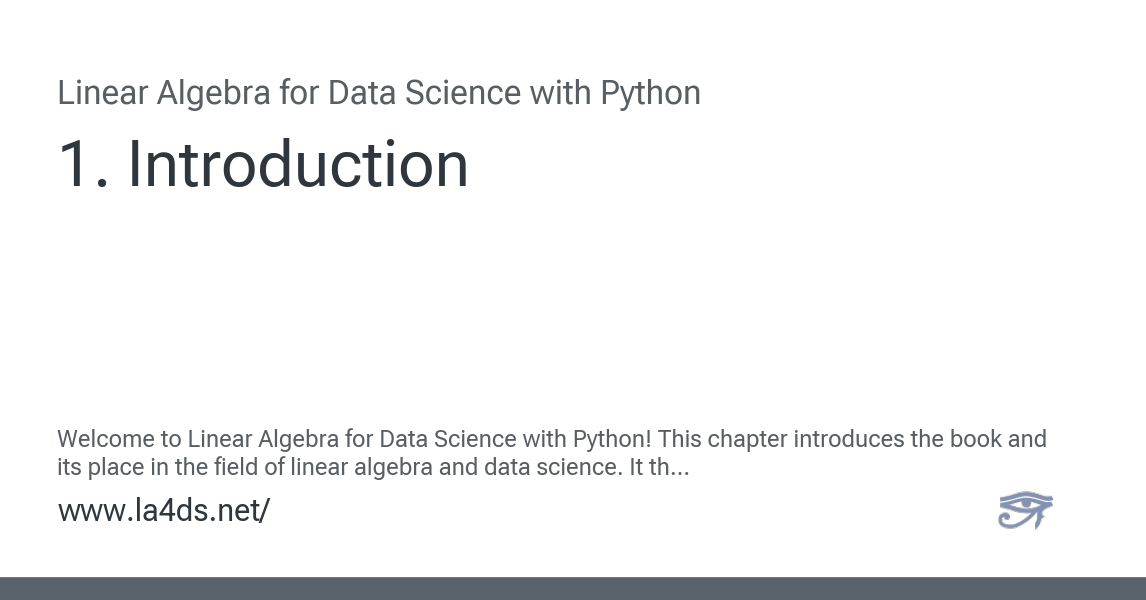 Linear Algebra for Data Science with Python
1. Introduction
Welcome to Linear Algebra for Data Science with Python! This chapter introduces the book and
its place in the field of linear algebra and data science. It th...
www.la4ds.net/